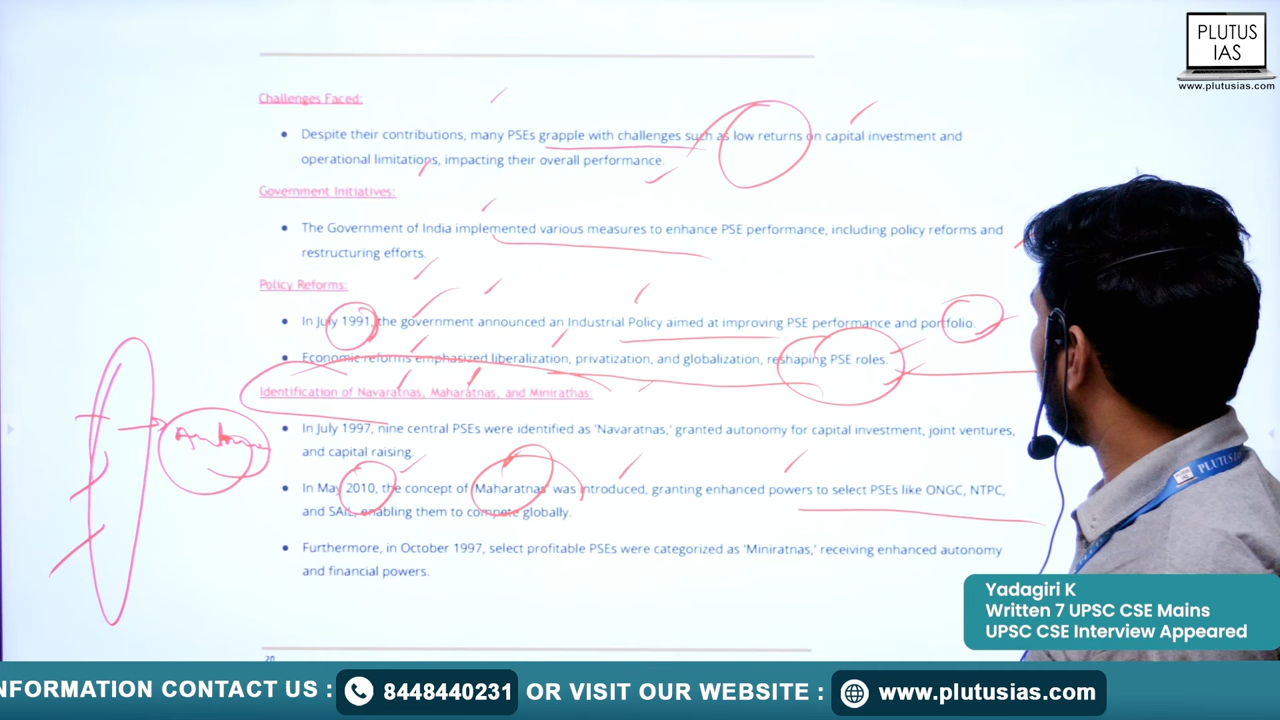 PLUTUS
IAS
www.plutusias.com
Challenges Faced:
• Despite their contributions, many PSEs grapple with challenges such as low returns on capital investment and
operational limitations, impacting their overall performance.
Government Initiatives:
• The Government of India implemented various measures to enhance PSE performance, including policy reforms and
restructuring efforts.
Policy Reforms:
• In July 1991, the government announced an Industrial Policy aimed at improving PSE performance and portfolio.
• Economic reforms emphasized liberalization, privatization, and globalization, reshaping PSE roles.
Identification of Navaratnas, Maharatnas, and Minirathas:
• In July 1997, nine central PSEs were identified as 'Navaratnas,' granted autonomy for capital investment, joint ventures,
and capital raising.
• In May 2010, the concept of 'Maharatnas' was introduced, granting enhanced powers to select PSEs like ONGC, NTPC,
and SAIL, enabling them to compete globally.
• Furthermore, in October 1997, select profitable PSEs were categorized as 'Miniratnas,' receiving enhanced autonomy
and financial powers.
20
PLUTUS IAS
Yadagiri K
Written 7 UPSC CSE Mains
UPSC CSE Interview Appeared
NFORMATION CONTACT US : 8448440231 OR VISIT OUR WEBSITE : www.plutusias.com